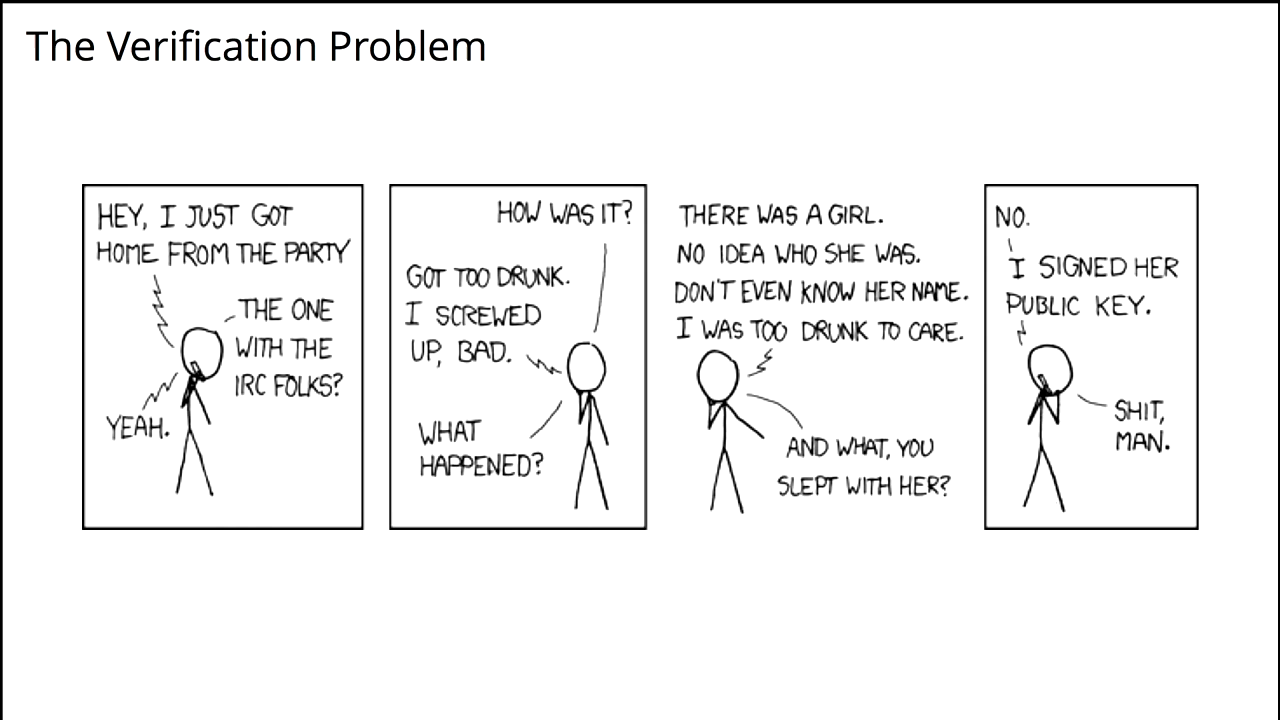 The Verification Problem
HEY, I JUST GOT
HOME FROM THE PARTY
THE ONE
WITH THE
IRC FOLKS?
YEAH.
HOW WAS IT?
GOT TOO DRUNK.
I SCREWED
UP, BAD.
WHAT
HAPPENED?
THERE WAS A GIRL.
NO IDEA WHO SHE WAS.
DON'T EVEN KNOW HER NAME.
I WAS TOO DRUNK TO CARE.
AND WHAT, YOU
SLEPT WITH HER?
NO.
I SIGNED HER
PUBLIC KEY.
SHIT,
MAN.